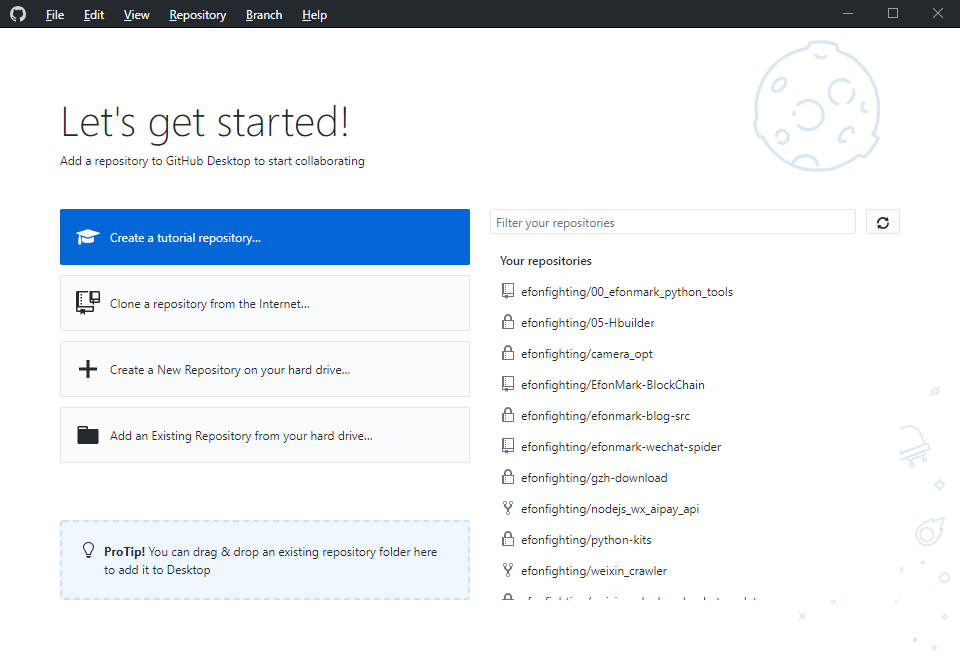 File Edit View Repository Branch Help
Let's get started!
Add a repository to GitHub Desktop to start collaborating
Create a tutorial repository...
Clone a repository from the Internet...
Create a New Repository on your hard drive...
Add an Existing Repository from your hard drive...
ProTip! You can drag & drop an existing repository folder here
to add it to Desktop
Filter your repositories
Your repositories
efonfighting/00_efonmark_python_tools
efonfighting/05-Hbuilder
efonfighting/camera_opt
efonfighting/EfonMark-BlockChain
efonfighting/efonmark-blog-src
efonfighting/efonmark-wechat-spider
efonfighting/gzh-download
efonfighting/nodejs_wx_aipay_api
efonfighting/python-kits
efonfighting/weixin_crawler